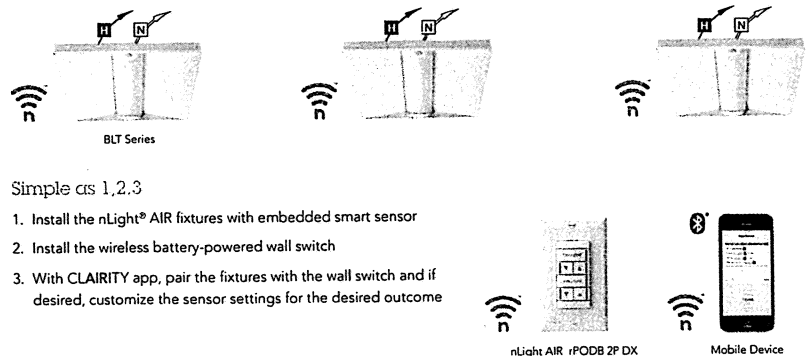 H N
H N
H N
n
n
n
BLT Series
Simple as 1,2,3
1. Install the nLight® AIR fixtures with embedded smart sensor
2. Install the wireless battery-powered wall switch
3. With CLAIRITY app, pair the fixtures with the wall switch and if
desired, customize the sensor settings for the desired outcome
n
n
nLight AIR rPODB 2P DX
Mobile Device